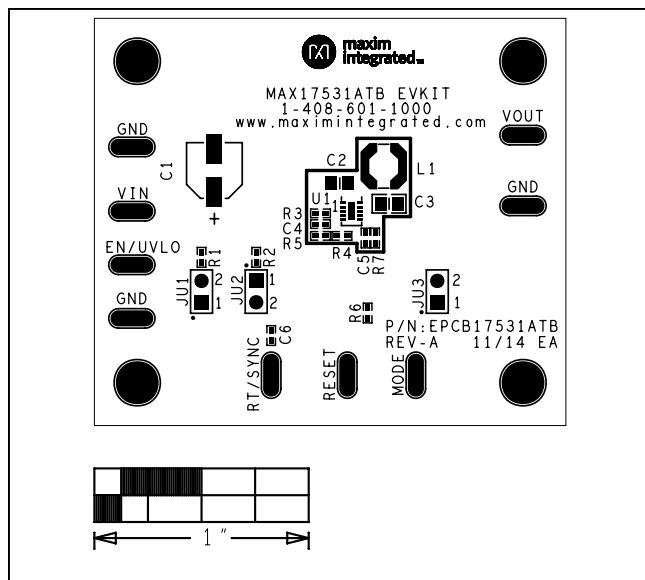 maxim
integrated™
MAX17531ATB EVKIT
1-408-601-1000
www.maximintegrated.com
GND
VOUT
C1
C2
L1
VIN
U1
1
C3
GND
+
R3
C4
R5
R4
C5
R7
EN/UVLO
R1
R2
JU1
2
1
JU2
1
2
JU3
2
1
GND
R6
P/N:EPCB17531ATB
REV-A 11/14 EA
C6
RT/SYNC
RESET
MODE
1 "